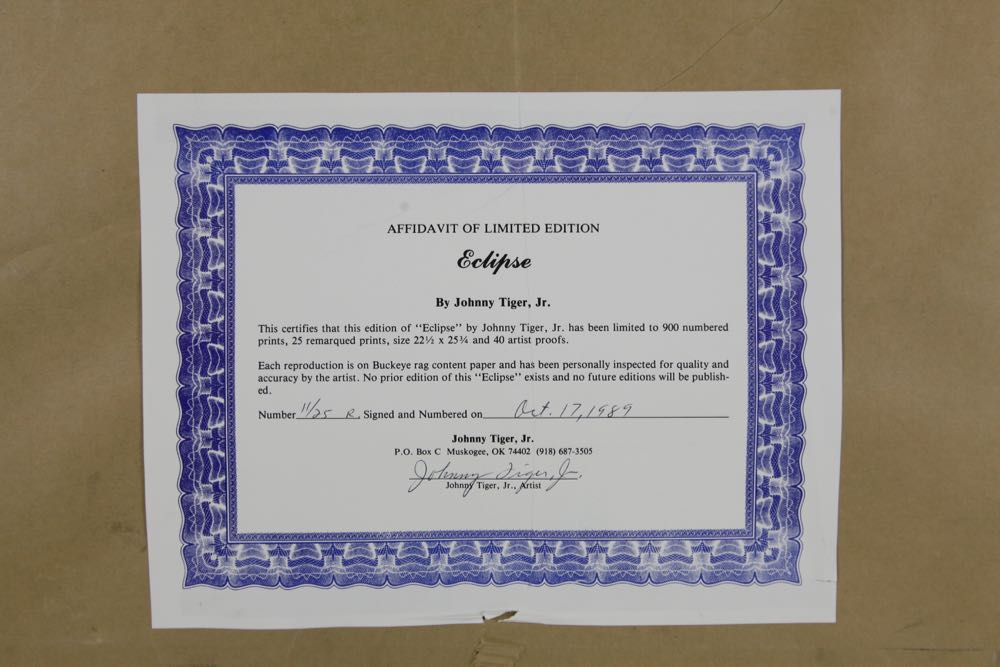 AFFIDAVIT OF LIMITED EDITION
Eclipse
By Johnny Tiger, Jr.
This certifies that this edition of "Eclipse" by Johnny Tiger, Jr. has been limited to 900 numbered
prints, 25 remarqued prints, size 22½ x 25¾ and 40 artist proofs.
Each reproduction is on Buckeye rag content paper and has been personally inspected for quality and
accuracy by the artist. No prior edition of this "Eclipse" exists and no future editions will be publish-
ed.
Number 11/25 R. Signed and Numbered on Oct. 17, 1989
Johnny Tiger, Jr.
P.O. Box C Muskogee, OK 74402 (918) 687-3505
Johnny Tiger, Jr.
Johnny Tiger, Jr., Artist